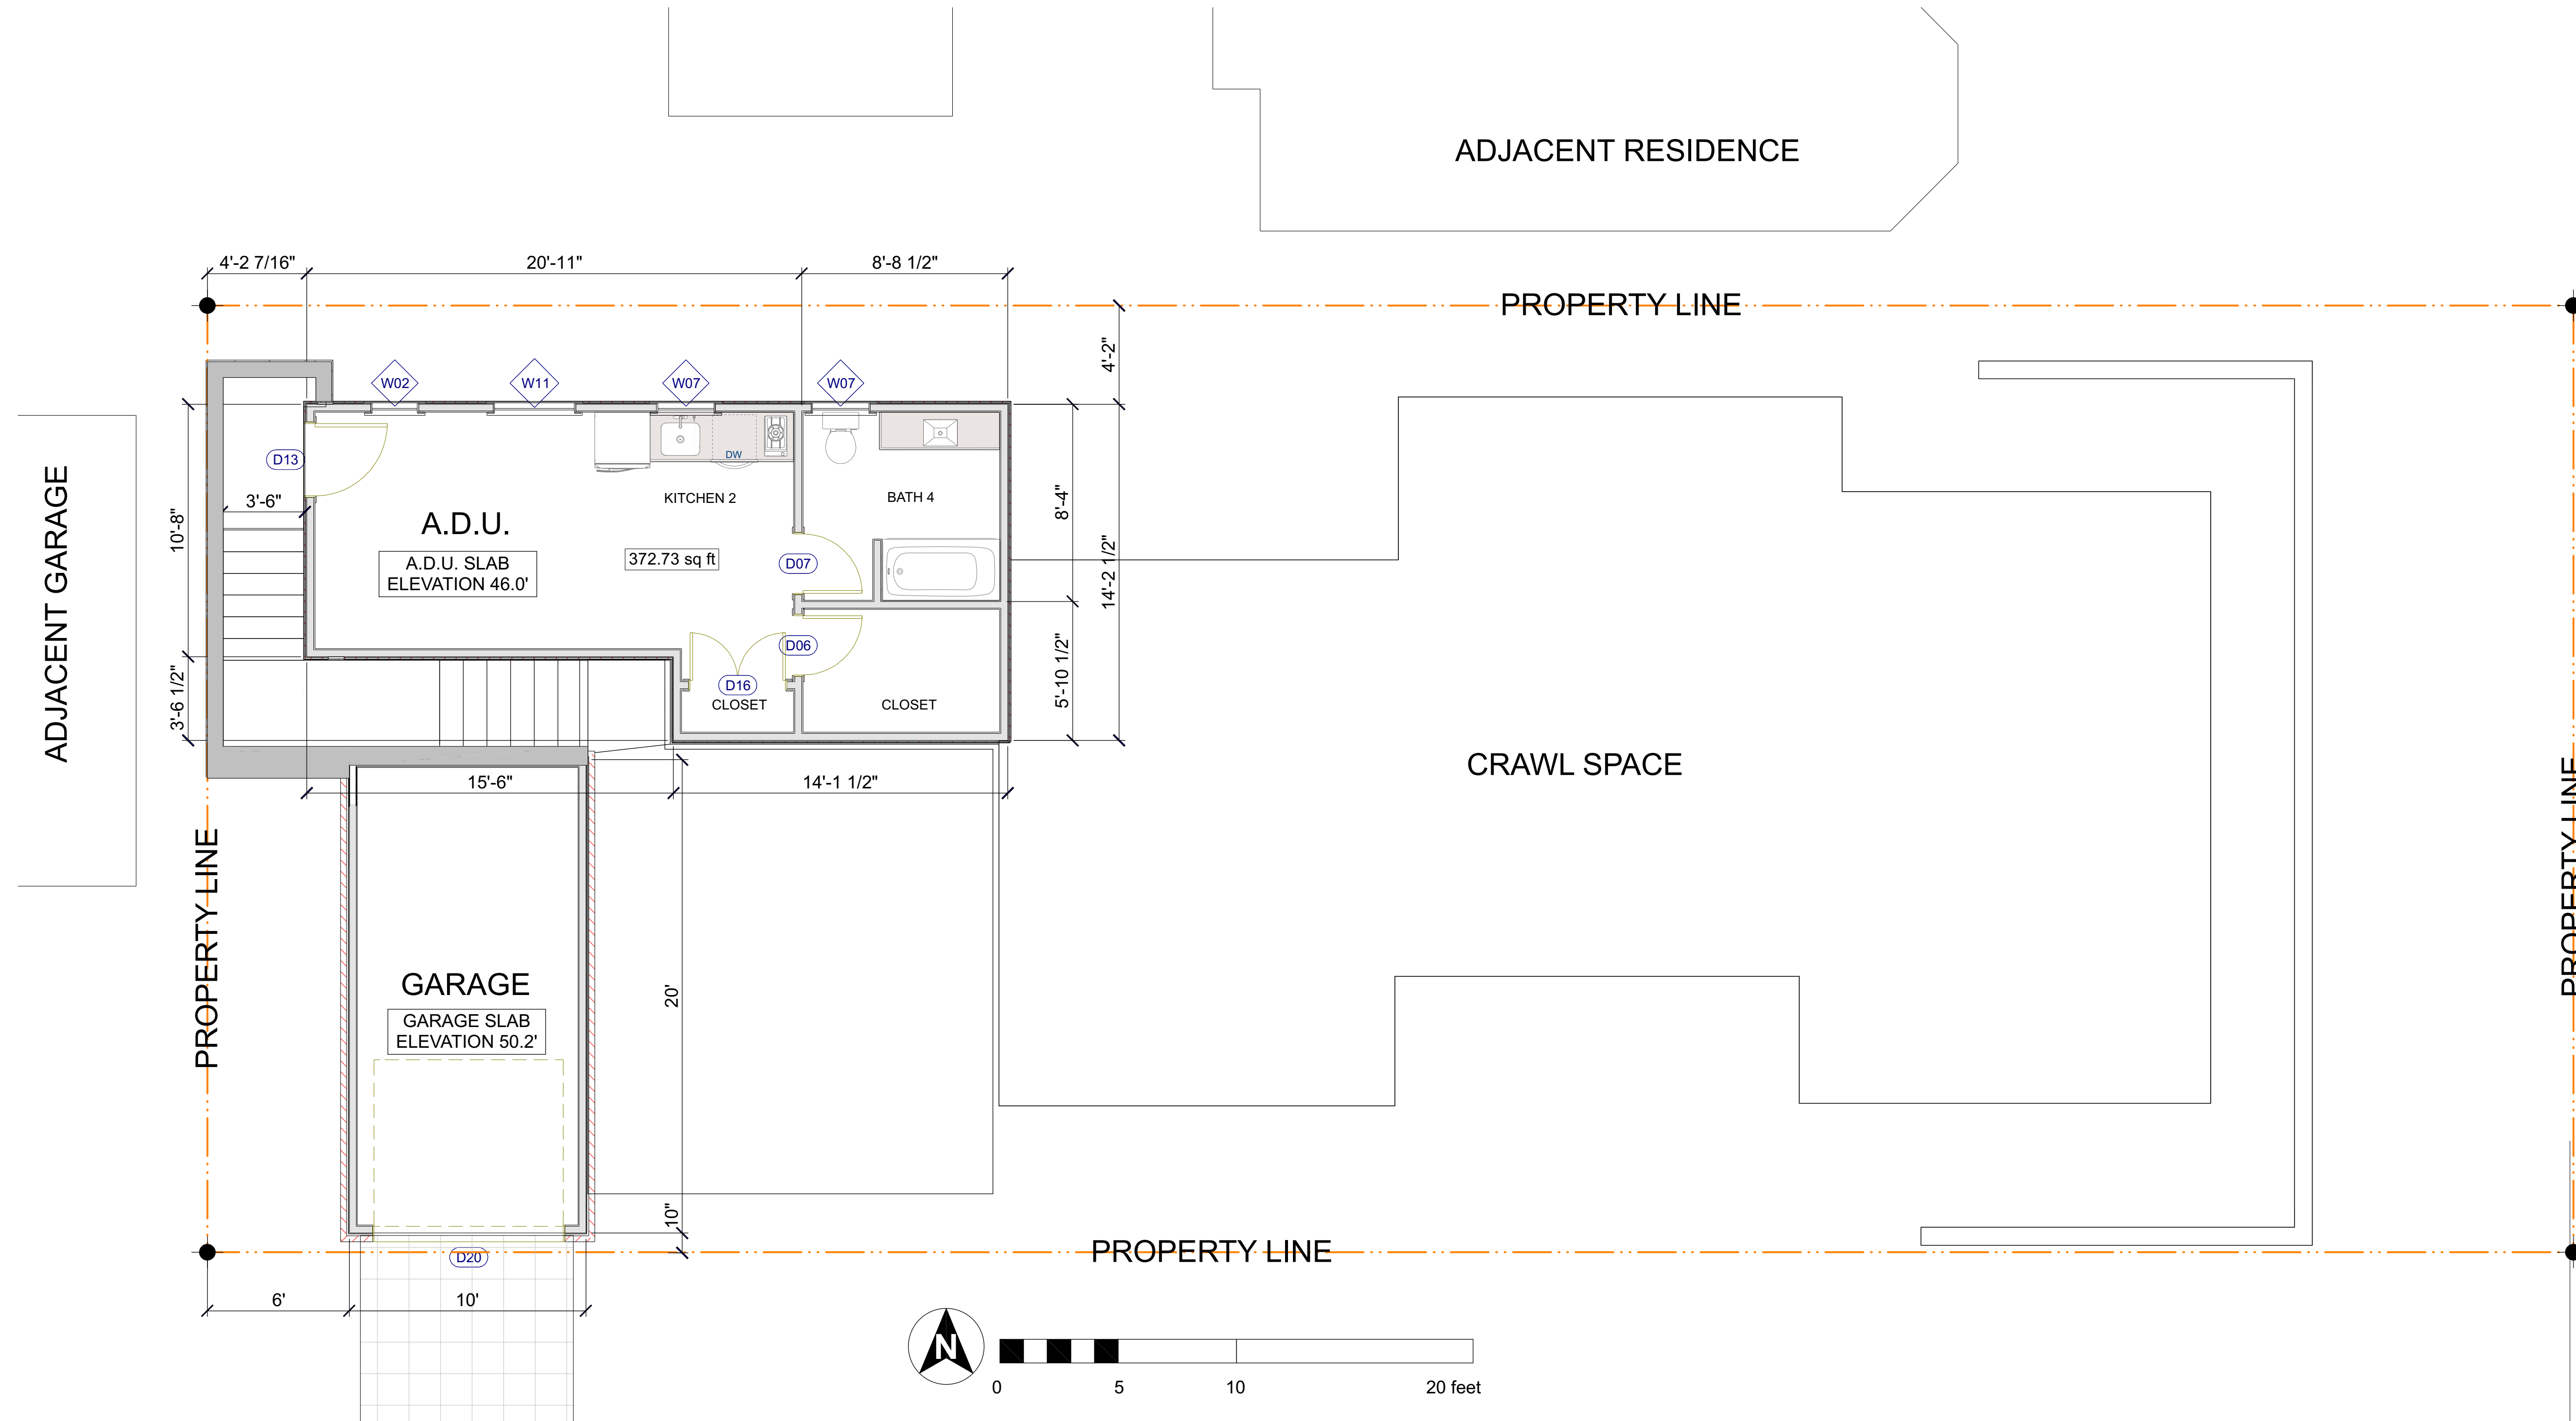 ADJACENT RESIDENCE
4'-2 7/16"
20'-11"
8'-8 1/2"
PROPERTY LINE
4'-2"
W02
W11
W07
W07
D13
DW
KITCHEN 2
BATH 4
3'-6"
10'-8"
8'-4"
A.D.U.
A.D.U. SLAB
ELEVATION 46.0'
372.73 sq ft
D07
14'-2 1/2"
ADJACENT GARAGE
D06
5'-10 1/2"
3'-6 1/2"
D16
CLOSET
CLOSET
CRAWL SPACE
15'-6"
14'-1 1/2"
PROPERTY LINE
PROPERTY LINE
GARAGE
20'
GARAGE SLAB
ELEVATION 50.2'
10"
PROPERTY LINE
D20
6'
10'
N
0
5
10
20 feet